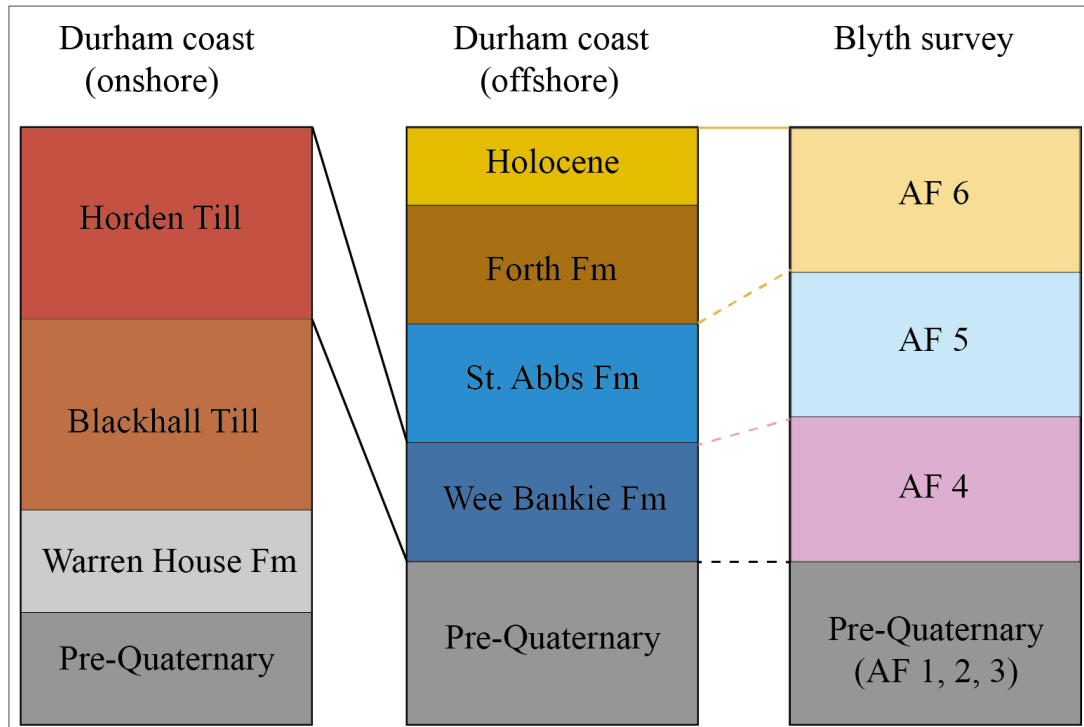 Durham coast
(onshore)
Durham coast
(offshore)
Blyth survey
Horden Till
Blackhall Till
Warren House Fm
Pre-Quaternary
Holocene
Forth Fm
St. Abbs Fm
Wee Bankie Fm
Pre-Quaternary
AF 6
AF 5
AF 4
Pre-Quaternary
(AF 1, 2, 3)